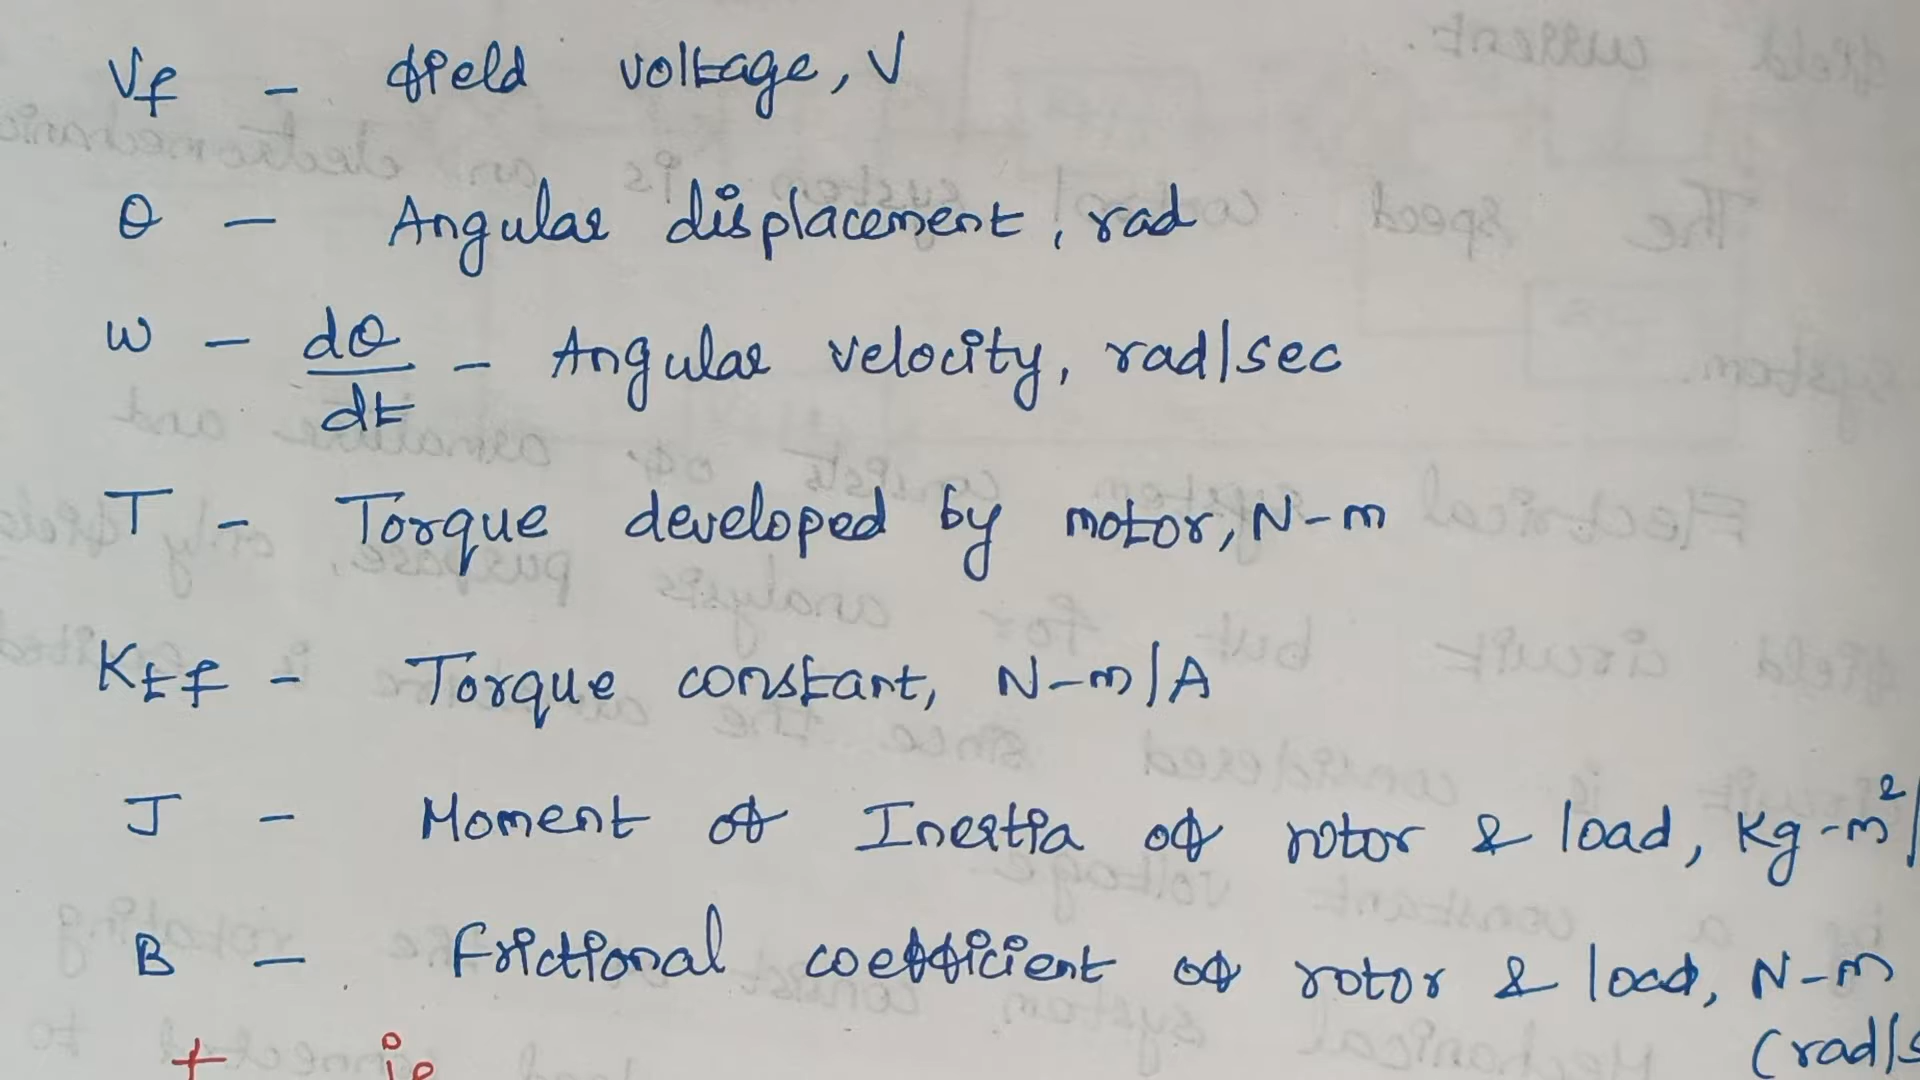 Vf - field voltage, V
θ - Angular displacement, rad
w - dθ/dt - Angular velocity, rad/sec
T - Torque developed by motor, N-m
Ktf - Torque constant, N-m/A
J - Moment of Inertia of rotor & load, Kg-m²/
B - Frictional coefficient of rotor & load, N-m
(rad/s
+ if